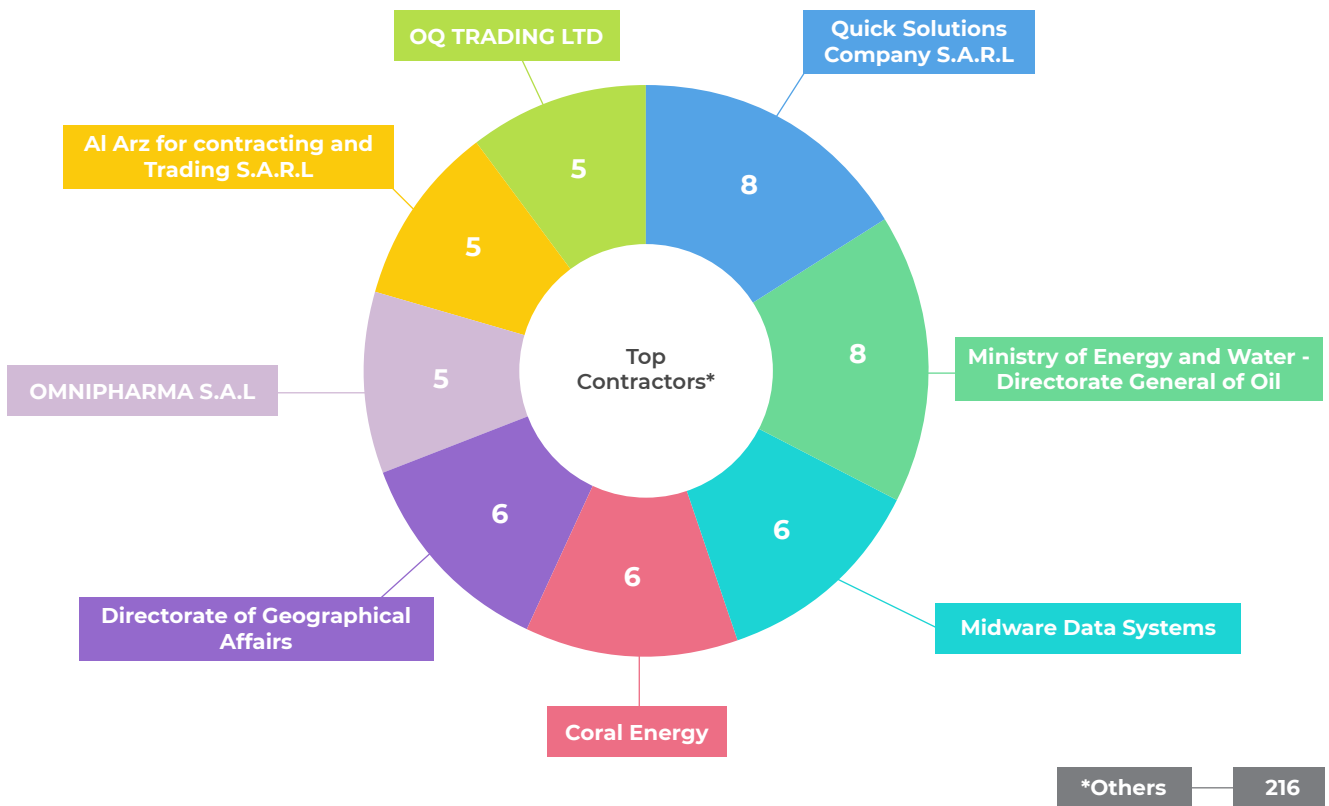 OQ TRADING LTD
Quick Solutions
Company S.A.R.L
Al Arz for contracting and
Trading S.A.R.L
5
8
5
Top
Contractors*
8
Ministry of Energy and Water -
Directorate General of Oil
OMNIPHARMA S.A.L
5
6
6
6
Directorate of Geographical
Affairs
Midware Data Systems
Coral Energy
*Others
216